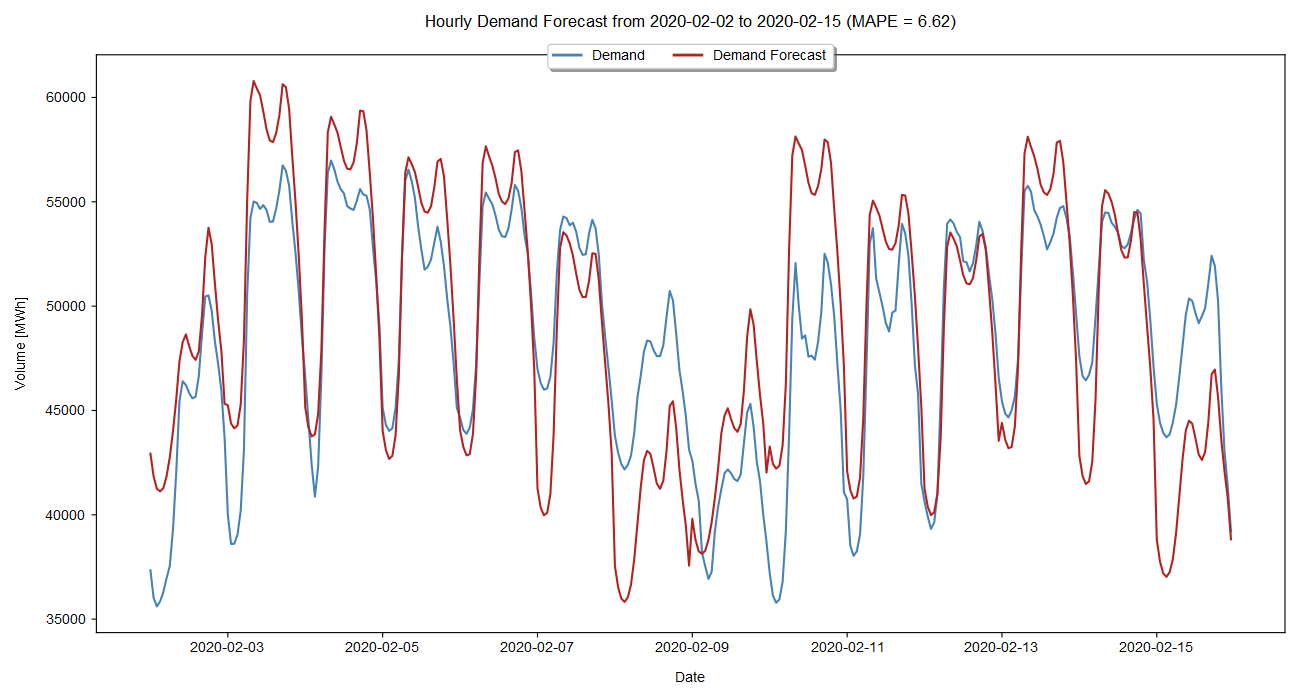 Hourly Demand Forecast from 2020-02-02 to 2020-02-15 (MAPE = 6.62)
Demand Demand Forecast
60000
55000
50000
45000
40000
35000
Volume [MWh]
2020-02-03 2020-02-05 2020-02-07 2020-02-09 2020-02-11 2020-02-13 2020-02-15
Date